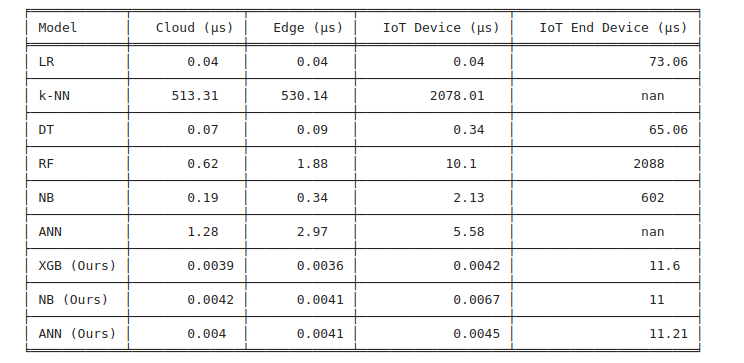 Model Cloud (µs) Edge (µs) IoT Device (µs) IoT End Device (µs)
LR 0.04 0.04 0.04 73.06
k-NN 513.31 530.14 2078.01 nan
DT 0.07 0.09 0.34 65.06
RF 0.62 1.88 10.1 2088
NB 0.19 0.34 2.13 602
ANN 1.28 2.97 5.58 nan
XGB (Ours) 0.0039 0.0036 0.0042 11.6
NB (Ours) 0.0042 0.0041 0.0067 11
ANN (Ours) 0.004 0.0041 0.0045 11.21